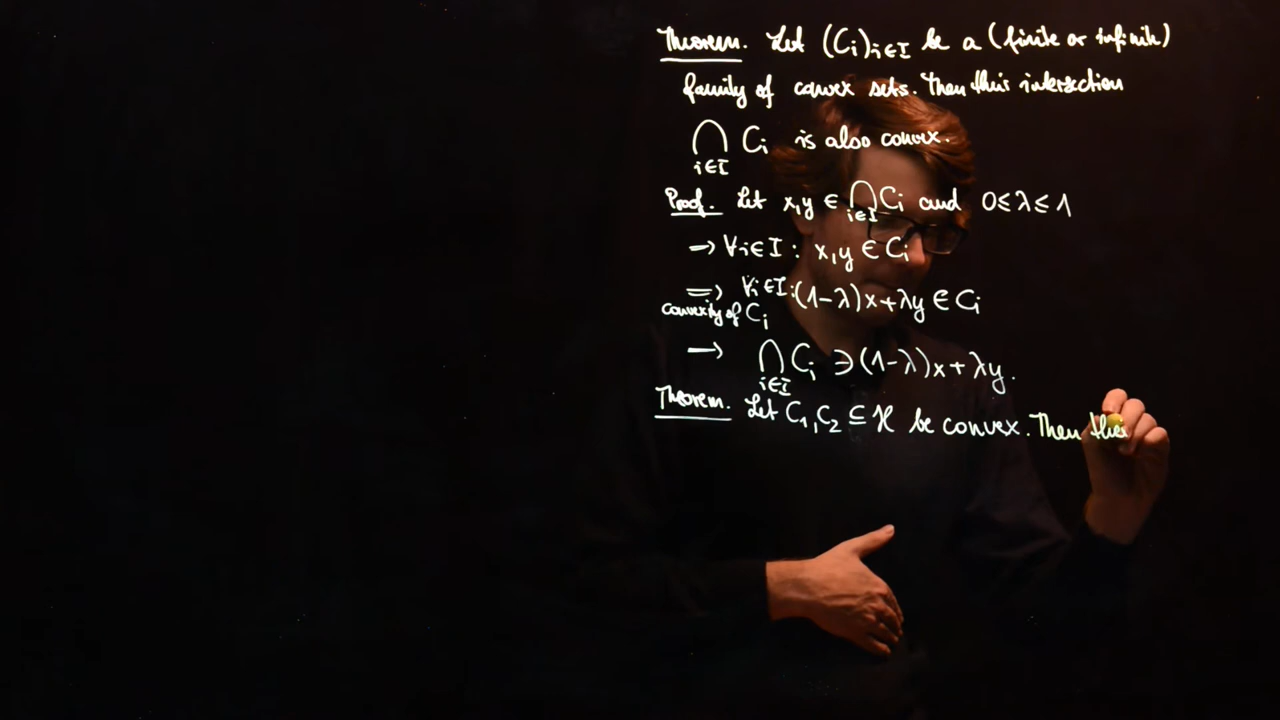 Theorem. Let (Ci)i∈I be a (finite or infinite)
family of convex sets. Then their intersection
⋂i∈I Ci is also convex.
Proof. Let x,y ∈ ⋂i∈I Ci and 0≤λ≤1
→ ∀i∈I : x,y ∈ Ci
⇒ ∀i∈I:(1-λ)x+λy ∈ Ci
convexity of Ci
→ ⋂i∈I Ci ∋(1-λ)x+λy.
Theorem. Let C1,C2 ⊆ ℋ be convex. Then thei